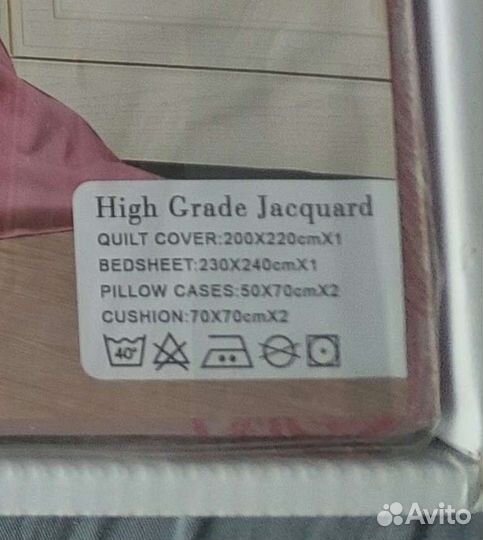 High Grade Jacquard
QUILT COVER:200X220cmX1
BEDSHEET:230X240cmX1
PILLOW CASES:50X70cmX2
CUSHION:70X70cmX2
40°
Avito